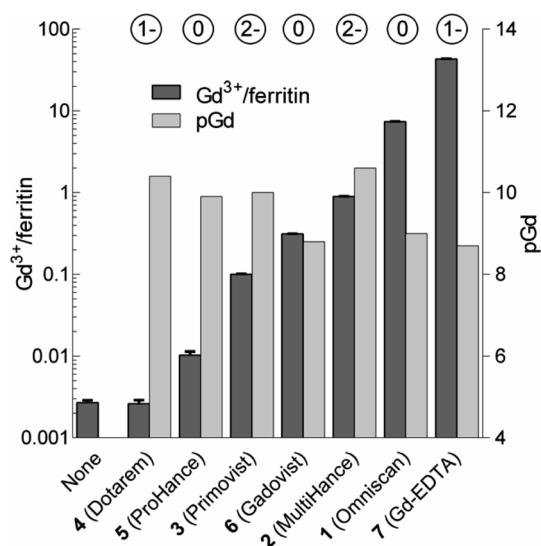 1- 0 2- 0 2- 0 1-
100 14
Gd³⁺/ferritin
pGd
10 12
1 10
0.1 8
0.01 6
0.001 4
Gd³⁺/ferritin
pGd
None
4 (Dotarem)
5 (ProHance)
3 (Primovist)
6 (Gadovist)
2 (MultiHance)
1 (Omniscan)
7 (Gd-EDTA)